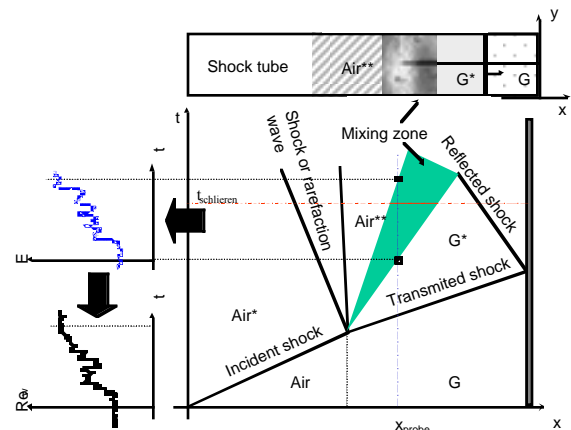 y
Shock tube
Air**
G*
G
x
t
Mixing zone
Shock or rarefaction
wave
Reflected shock
t
tschlieren
Air**
G*
E
Transmited shock
t
Air*
Incident shock
Air
G
xprobe
x